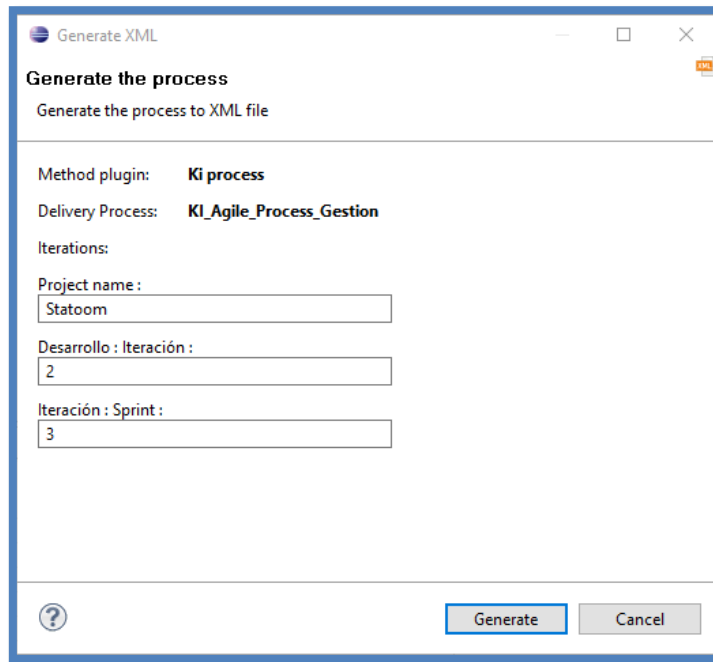 Generate XML
Generate the process
XML
Generate the process to XML file
Method plugin: Ki process
Delivery Process: KI_Agile_Process_Gestion
Iterations:
Project name :
Statoom
Desarrollo : Iteración :
2
Iteración : Sprint :
3
?
Generate Cancel